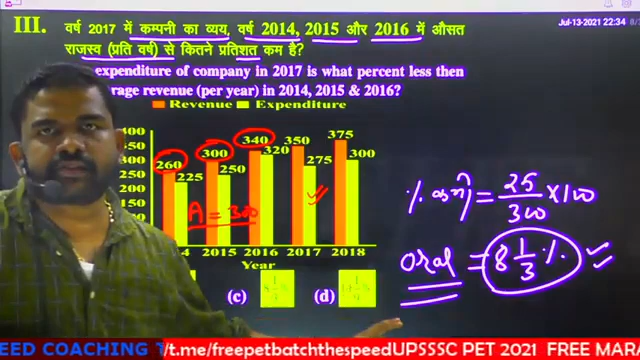 III. वर्ष 2017 में कम्पनी का व्यय, वर्ष 2014, 2015 और 2016 में औसत
राजस्व (प्रति वर्ष) से कितने प्रतिशत कम है?
Jul-13-2021 22:34
expenditure of company in 2017 is what percent less then
rage revenue (per year) in 2014, 2015 & 2016?
Revenue Expenditure
400
350
300
250
200
150
260
225
300
250
340
320
350
275
375
300
A = 300
4 2015 2016 2017 2018
Year
% कमी = 25/300 × 100
oral = 8 1/3 %
(c)
(d)
EED COACHING T
/t.me/freepetbatchthespeed
UPSSSC PET 2021 FREE MARA